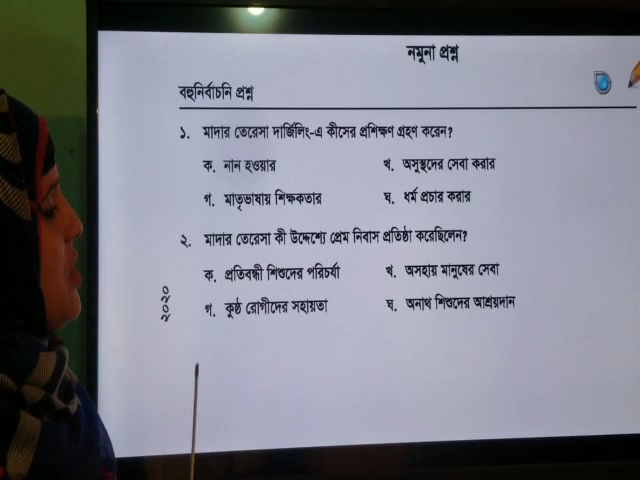 নমুনা প্রশ্ন
বহুনির্বাচনি প্রশ্ন
১. মাদার তেরেসা দার্জিলিং-এ কীসের প্রশিক্ষণ গ্রহণ করেন?
ক. নান হওয়ার খ. অসুস্থদের সেবা করার
গ. মাতৃভাষায় শিক্ষকতার ঘ. ধর্ম প্রচার করার
২. মাদার তেরেসা কী উদ্দেশ্যে প্রেম নিবাস প্রতিষ্ঠা করেছিলেন?
ক. প্রতিবন্ধী শিশুদের পরিচর্যা খ. অসহায় মানুষের সেবা
গ. কুষ্ঠ রোগীদের সহায়তা ঘ. অনাথ শিশুদের আশ্রয়দান
২০২০